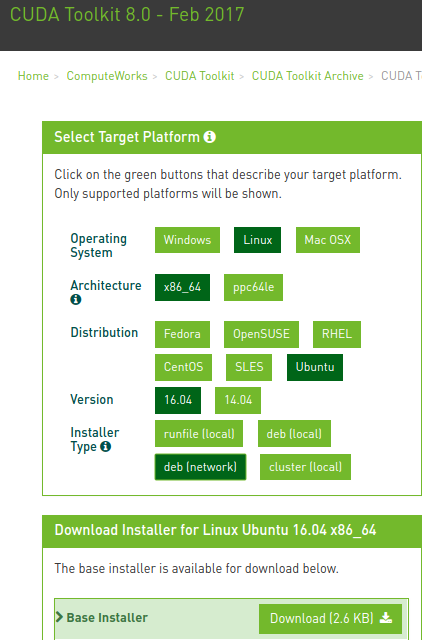 CUDA Toolkit 8.0 - Feb 2017
Home > ComputeWorks > CUDA Toolkit > CUDA Toolkit Archive > CUDA T
Select Target Platform
Click on the green buttons that describe your target platform.
Only supported platforms will be shown.
Operating System
Windows Linux Mac OSX
Architecture
x86_64 ppc64le
Distribution
Fedora OpenSUSE RHEL
CentOS SLES Ubuntu
Version
16.04 14.04
Installer Type
runfile (local) deb (local)
deb (network) cluster (local)
Download Installer for Linux Ubuntu 16.04 x86_64
The base installer is available for download below.
> Base Installer
Download (2.6 KB)